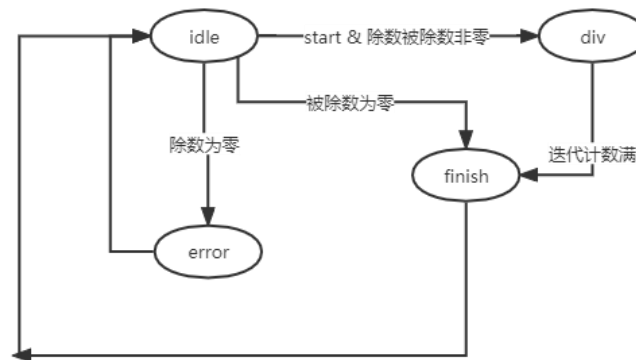 idle
start & 除数被除数非零
div
被除数为零
除数为零
迭代计数满
finish
error